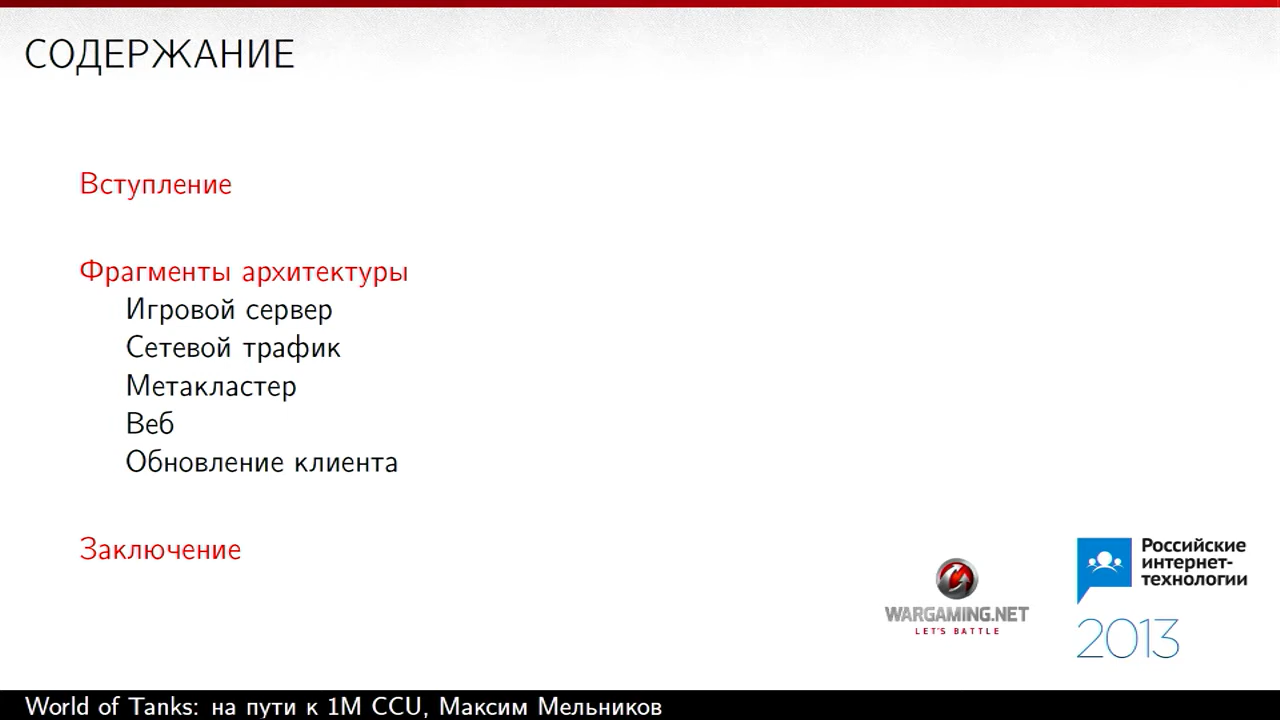 СОДЕРЖАНИЕ
Вступление
Фрагменты архитектуры
Игровой сервер
Сетевой трафик
Метакластер
Веб
Обновление клиента
Заключение
WARGAMING.NET
LET'S BATTLE
Российские
интернет-
технологии
2013
World of Tanks: на пути к 1M CCU, Максим Мельников